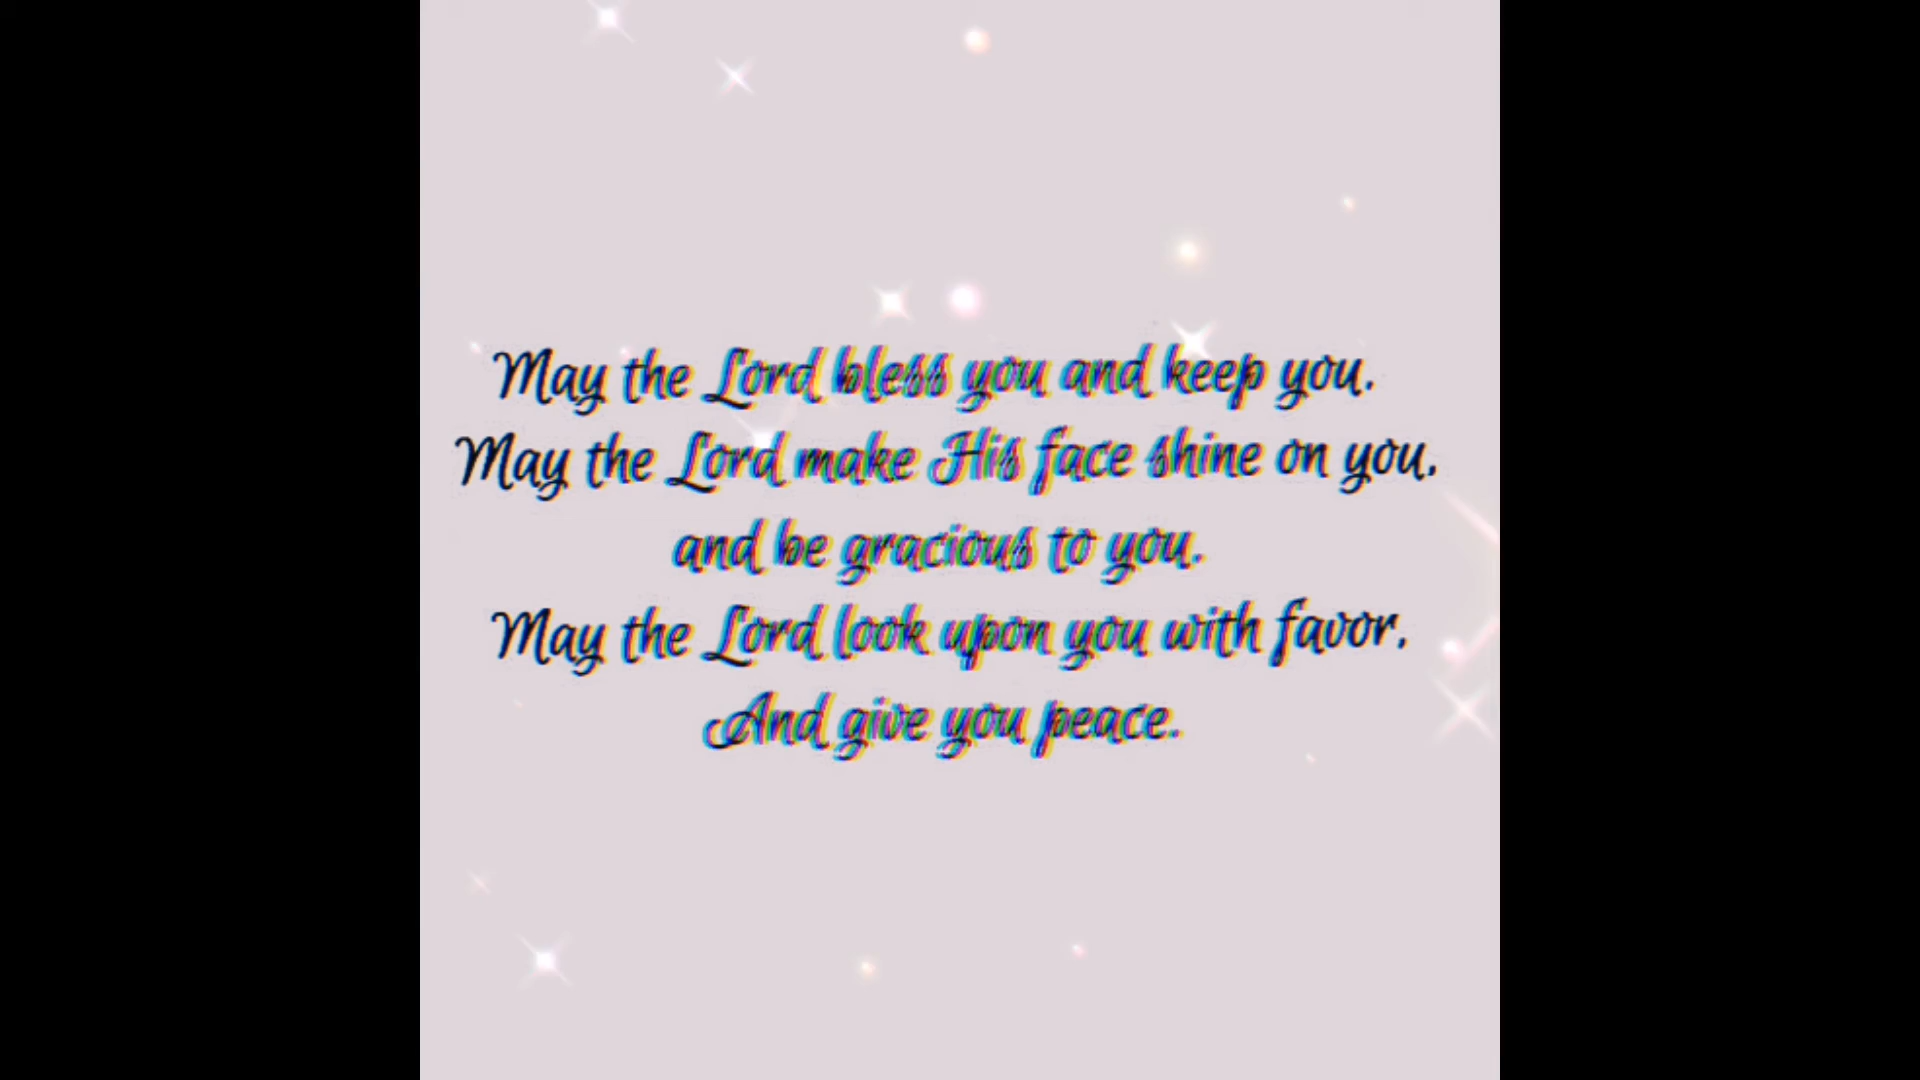 May the Lord bless you and keep you.
May the Lord make His face shine on you,
and be gracious to you.
May the Lord look upon you with favor,
And give you peace.